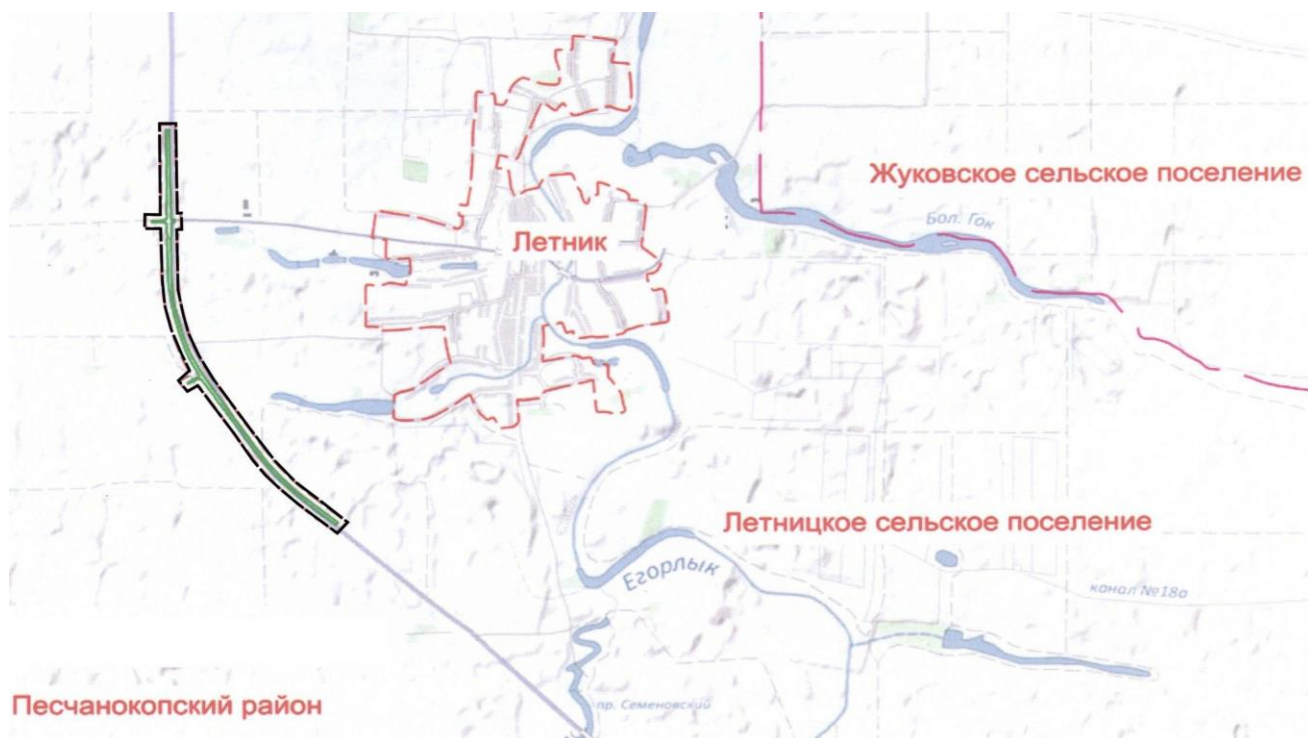 Жуковское сельское поселение
Бол. Гок
Летник
Летницкое сельское поселение
Егорлык
канал №18а
Песчанокопский район
пр. Семеновский